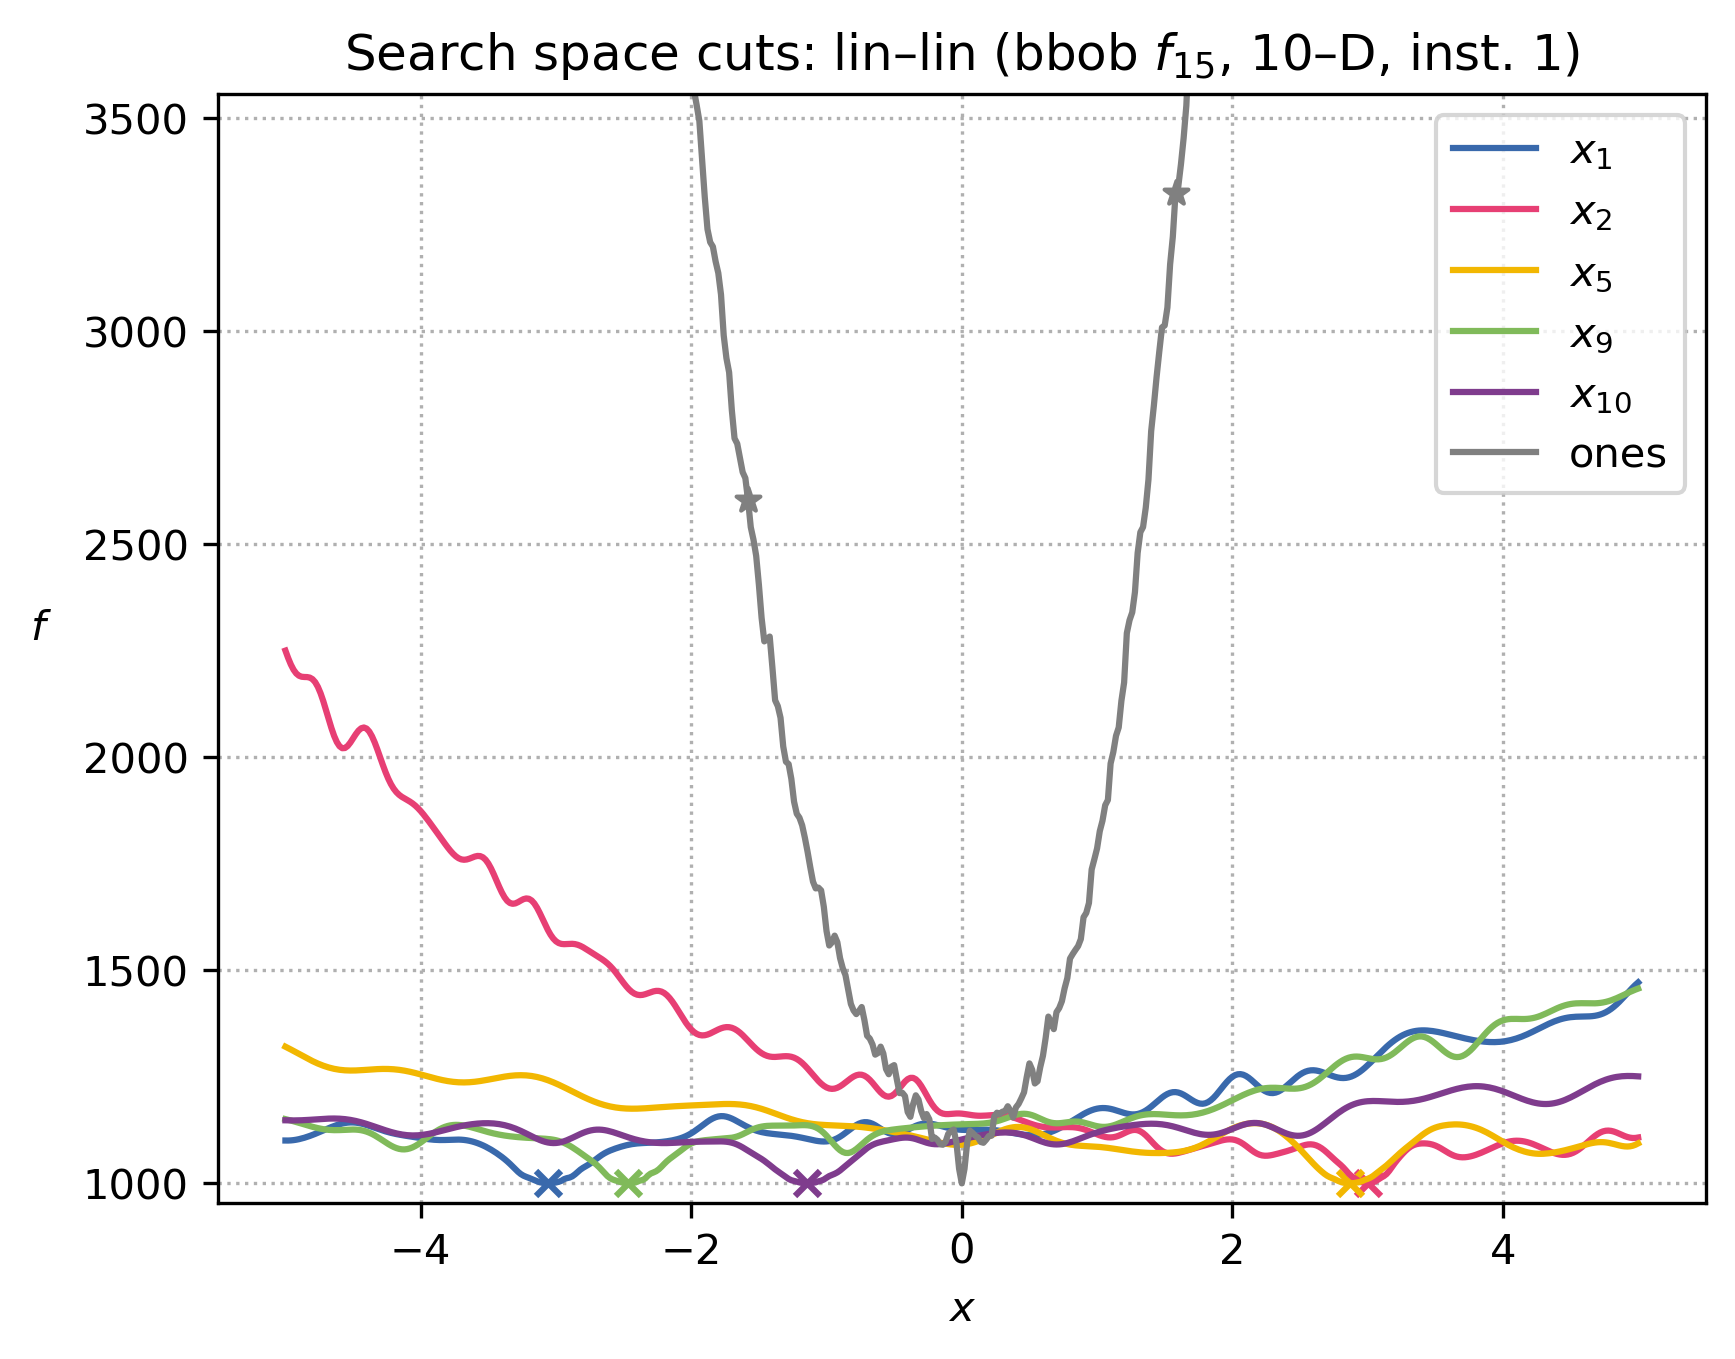 Search space cuts: lin–lin (bbob f₁₅, 10–D, inst. 1)
3500
3000
2500
2000
1500
1000
f
−4
−2
0
2
4
x
x₁
x₂
x₅
x₉
x₁₀
ones